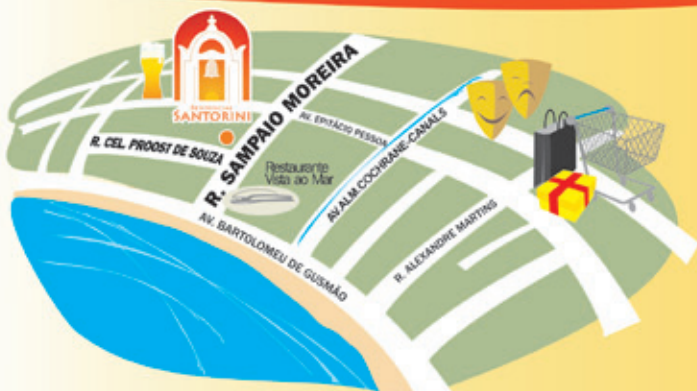 RESIDENCIAL
SANTORINI
R. CEL. PROOST DE SOUZA
R. SAMPAIO MOREIRA
AV. EPITÁCIO PESSOA
Restaurante
Vista ao Mar
AV. ALM. COCHRANE-CANAL5
AV. BARTOLOMEU DE GUSMÃO
R. ALEXANDRE MARTINS